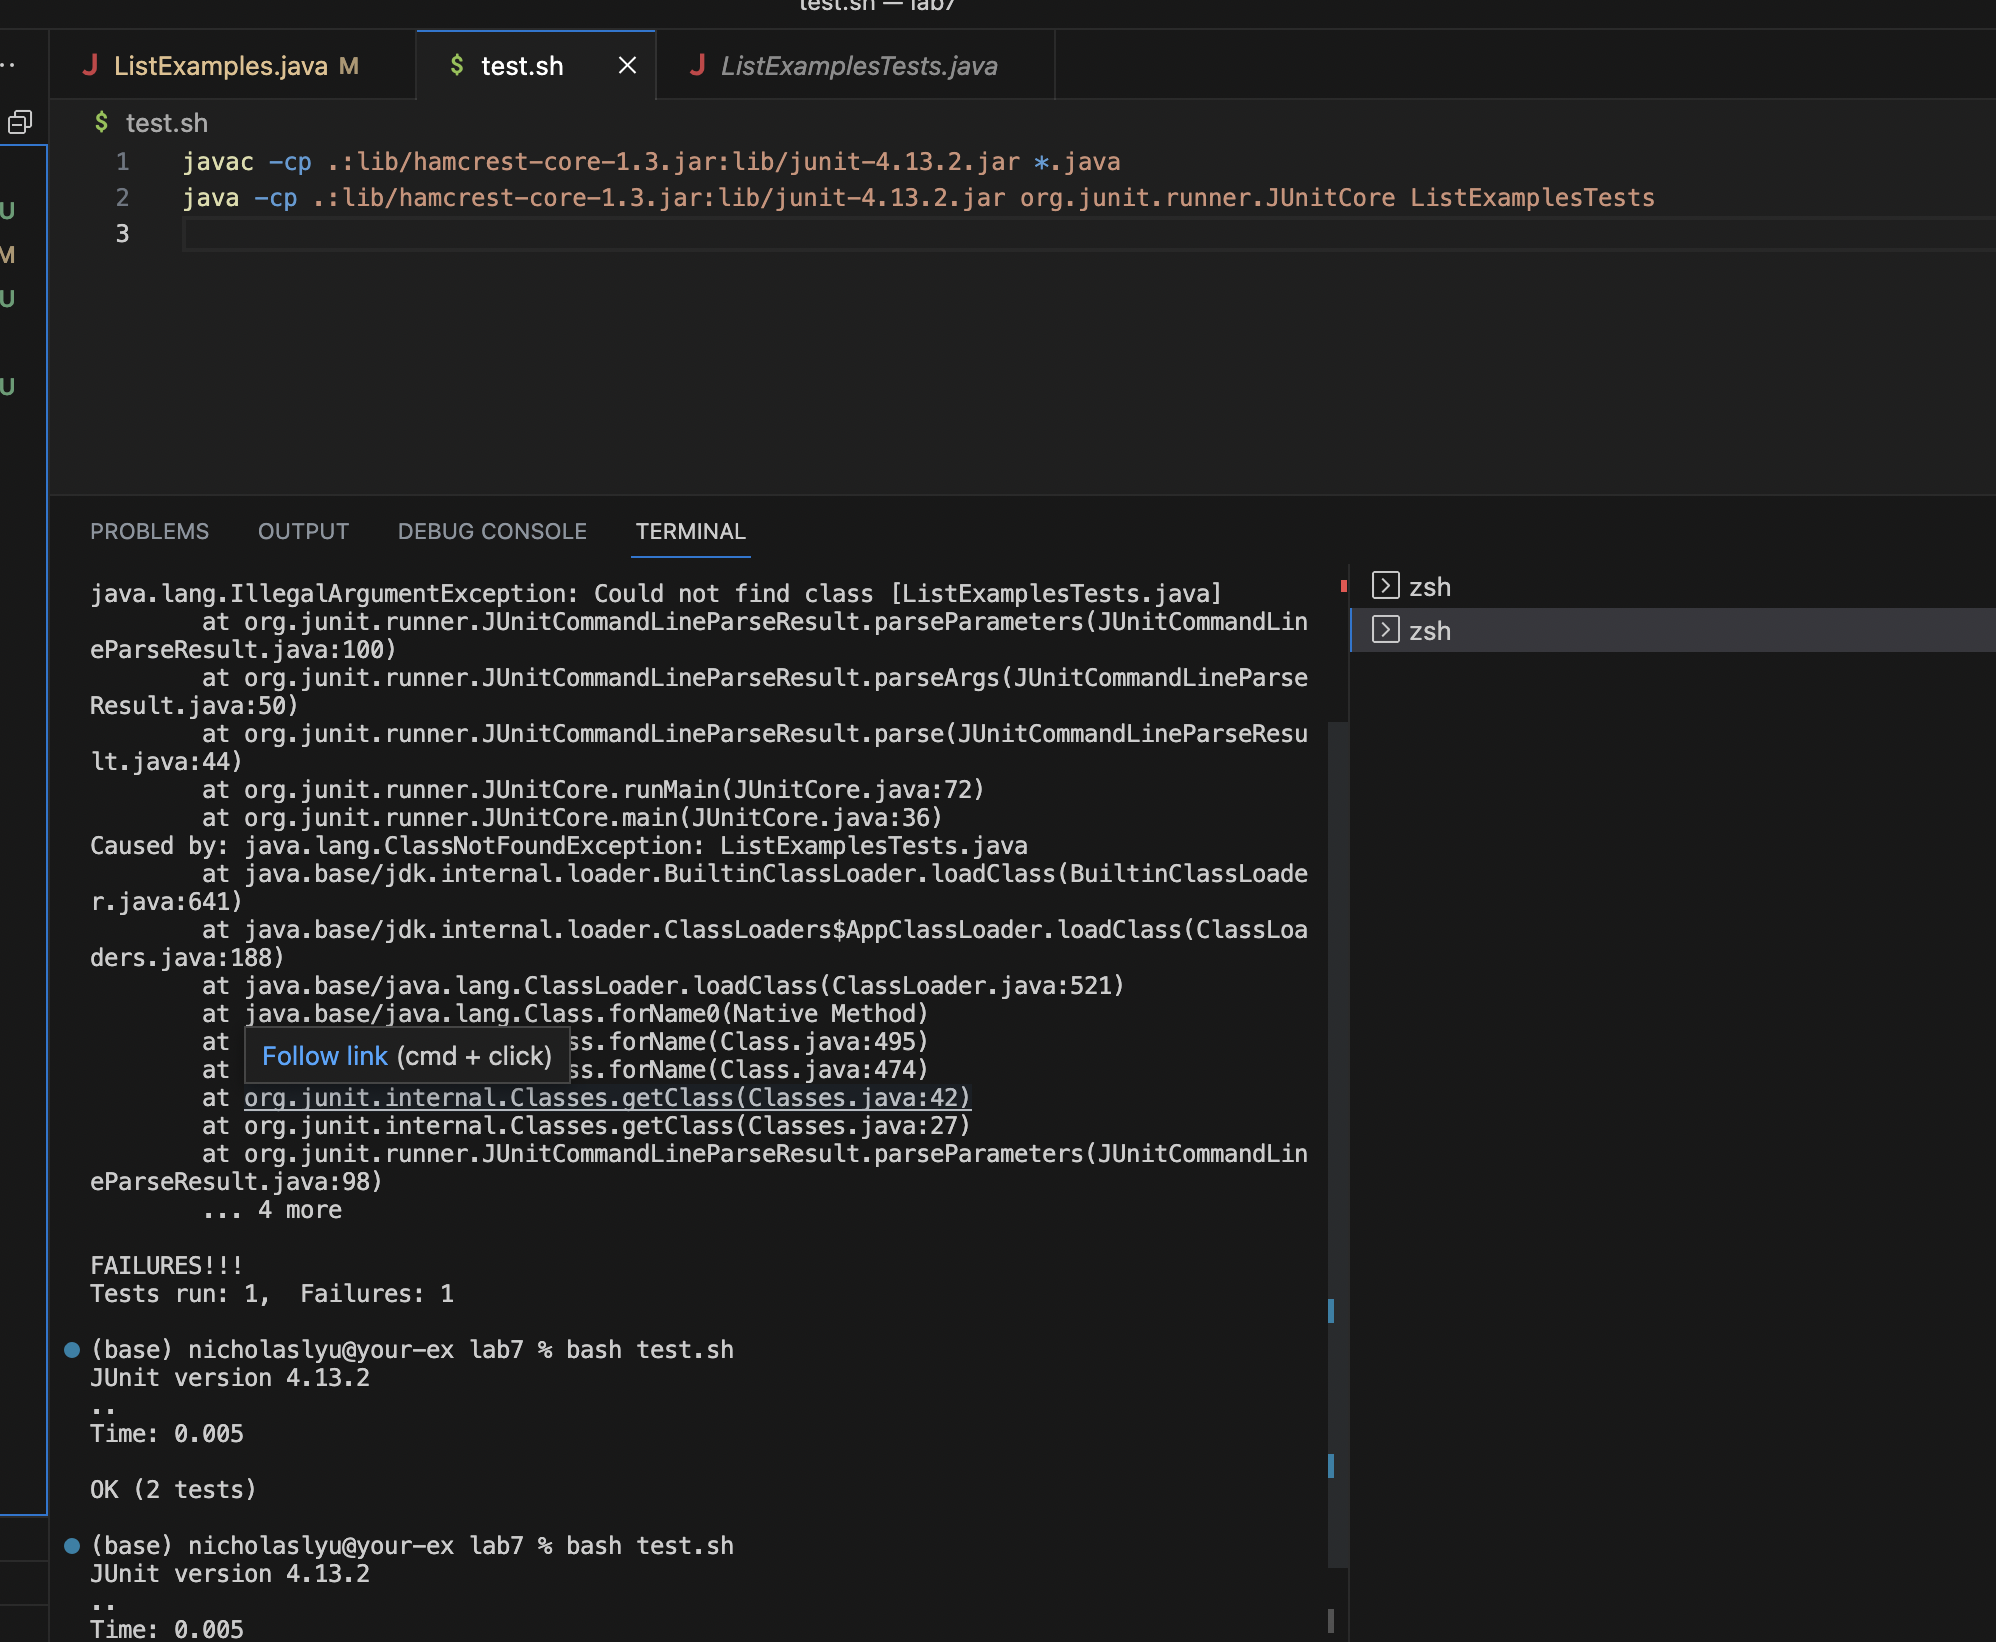 test.sh — lab7
ListExamples.java M
$ test.sh
ListExamplesTests.java
$ test.sh
1 javac -cp .:lib/hamcrest-core-1.3.jar:lib/junit-4.13.2.jar *.java
2 java -cp .:lib/hamcrest-core-1.3.jar:lib/junit-4.13.2.jar org.junit.runner.JUnitCore ListExamplesTests
3
U
M
U
U
PROBLEMS OUTPUT DEBUG CONSOLE TERMINAL
java.lang.IllegalArgumentException: Could not find class [ListExamplesTests.java]
at org.junit.runner.JUnitCommandLineParseResult.parseParameters(JUnitCommandLin
eParseResult.java:100)
at org.junit.runner.JUnitCommandLineParseResult.parseArgs(JUnitCommandLineParse
Result.java:50)
at org.junit.runner.JUnitCommandLineParseResult.parse(JUnitCommandLineParseResu
lt.java:44)
at org.junit.runner.JUnitCore.runMain(JUnitCore.java:72)
at org.junit.runner.JUnitCore.main(JUnitCore.java:36)
Caused by: java.lang.ClassNotFoundException: ListExamplesTests.java
at java.base/jdk.internal.loader.BuiltinClassLoader.loadClass(BuiltinClassLoade
r.java:641)
at java.base/jdk.internal.loader.ClassLoaders$AppClassLoader.loadClass(ClassLoa
ders.java:188)
at java.base/java.lang.ClassLoader.loadClass(ClassLoader.java:521)
at java.base/java.lang.Class.forName0(Native Method)
at ss.forName(Class.java:495)
Follow link (cmd + click)
at ss.forName(Class.java:474)
at org.junit.internal.Classes.getClass(Classes.java:42)
at org.junit.internal.Classes.getClass(Classes.java:27)
at org.junit.runner.JUnitCommandLineParseResult.parseParameters(JUnitCommandLin
eParseResult.java:98)
... 4 more
FAILURES!!!
Tests run: 1,  Failures: 1
(base) nicholaslyu@your-ex lab7 % bash test.sh
JUnit version 4.13.2
..
Time: 0.005
OK (2 tests)
(base) nicholaslyu@your-ex lab7 % bash test.sh
JUnit version 4.13.2
..
Time: 0.005
zsh
zsh